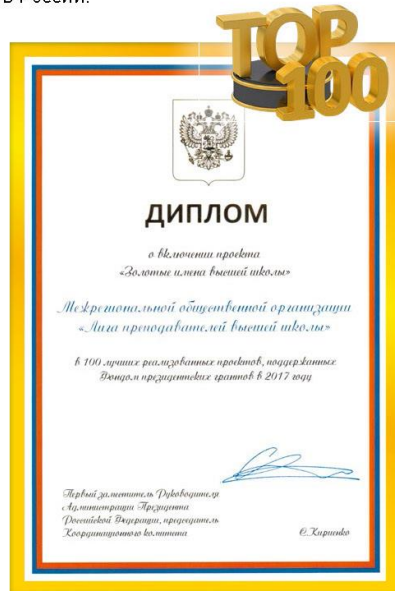 в России.
TOP
100
ДИПЛОМ
о включении проекта
«Золотые имена высшей школы»
Межрегиональной общественной организации
«Лига преподавателей высшей школы»
в 100 лучших реализованных проектов, поддержанных
Фондом президентских грантов в 2017 году
Первый заместитель Руководителя
Администрации Президента
Российской Федерации, председатель
Координационного комитета
С.Кириенко